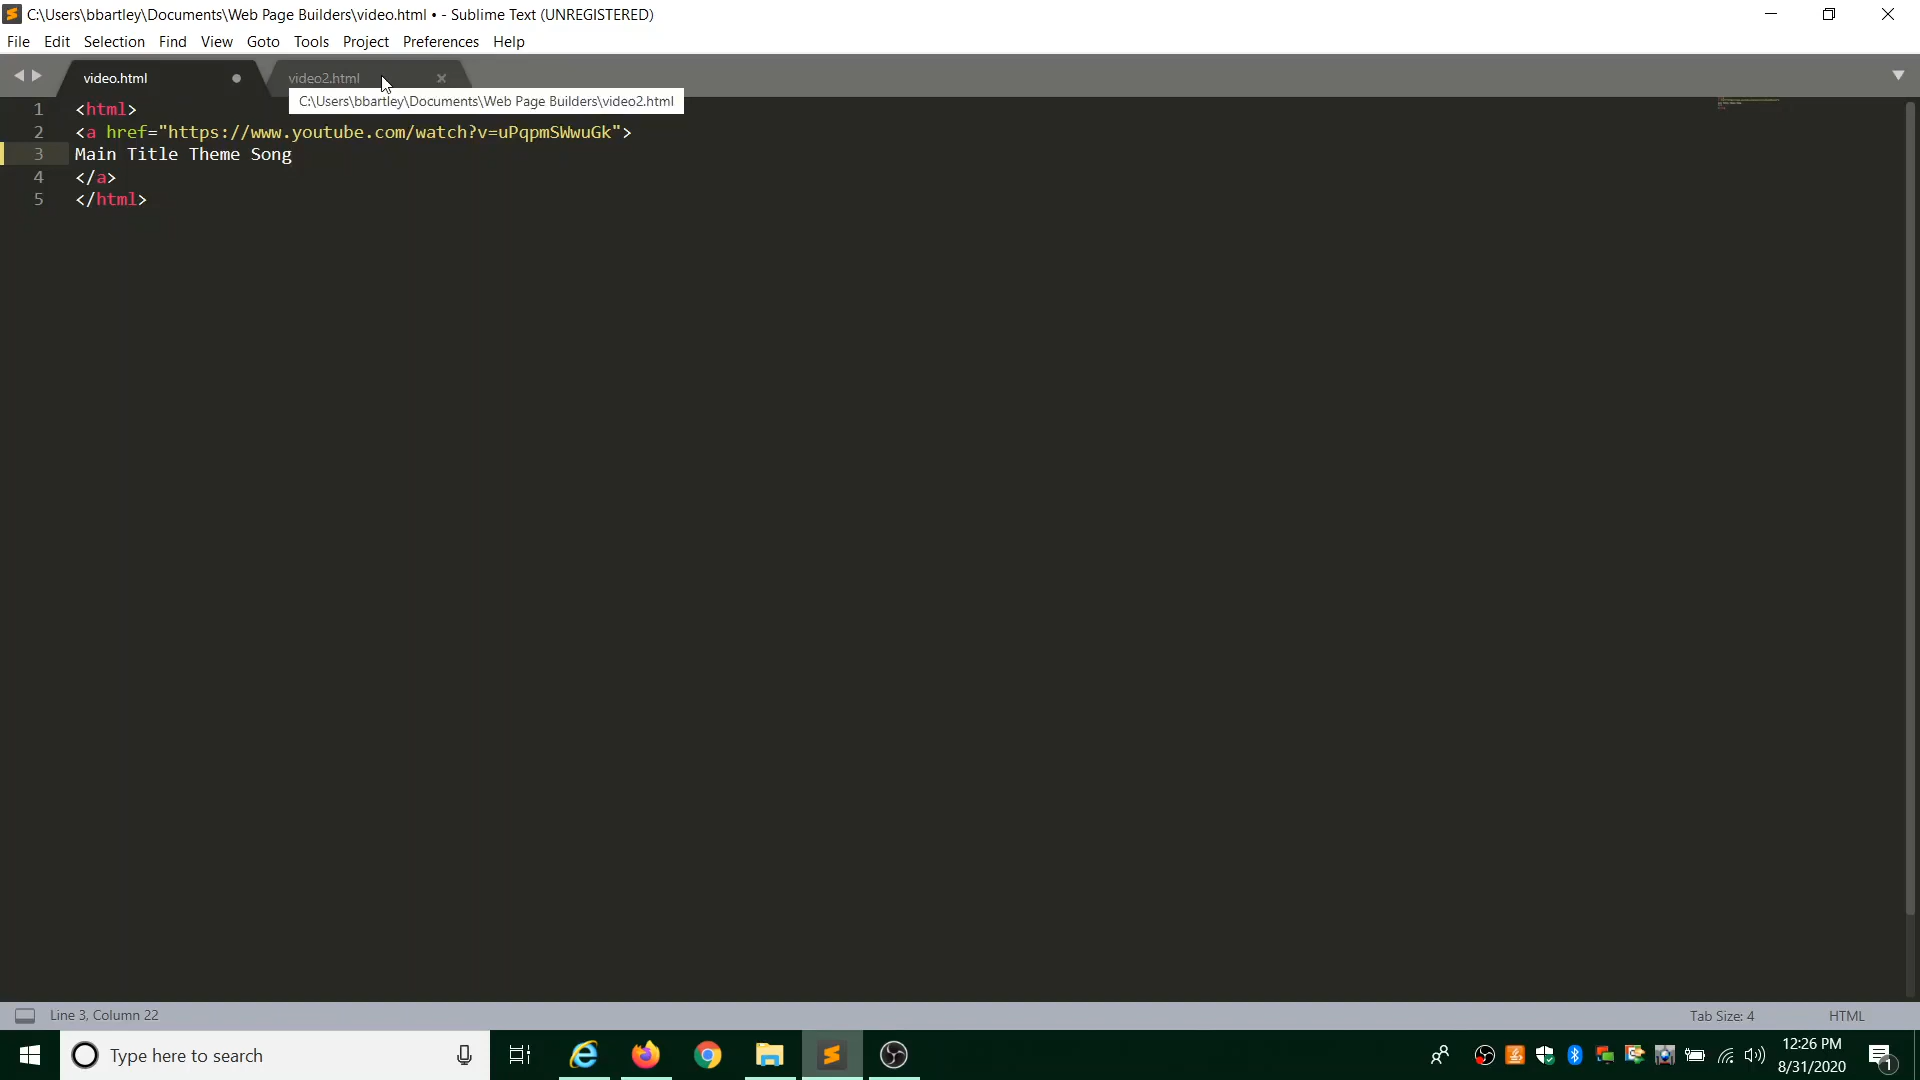 C:\Users\bbartley\Documents\Web Page Builders\video.html • - Sublime Text (UNREGISTERED)
File Edit Selection Find View Goto Tools Project Preferences Help
video.html video2.html
C:\Users\bbartley\Documents\Web Page Builders\video2.html
1 <html>
2 <a href="https://www.youtube.com/watch?v=uPqpmSWwuGk">
3 Main Title Theme Song
4 </a>
5 </html>
Line 3, Column 22 Tab Size: 4 HTML
Type here to search
12:26 PM
8/31/2020
1